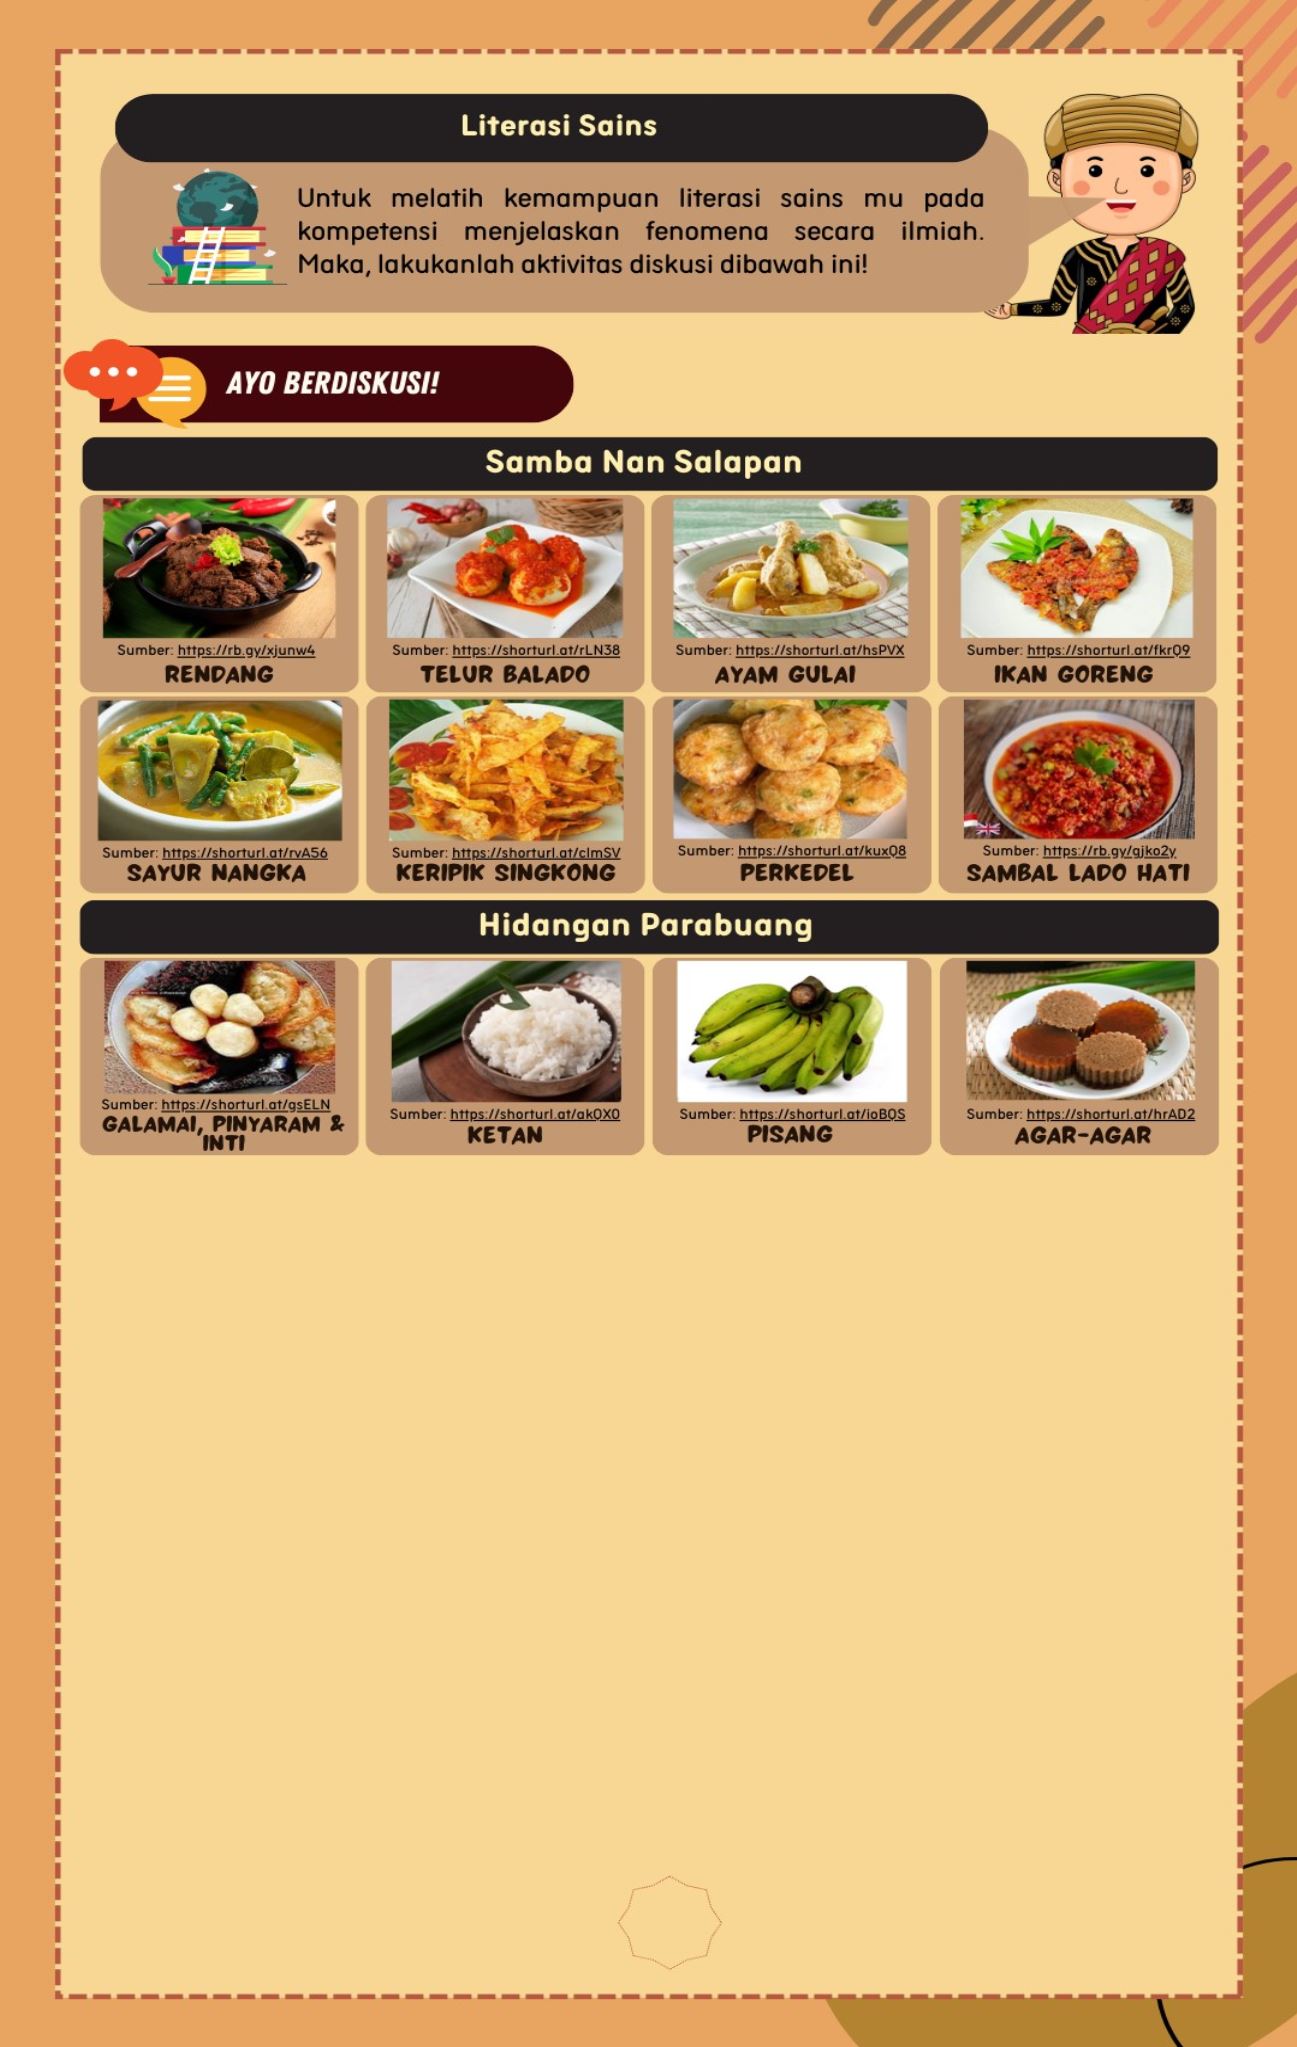 Literasi Sains
Untuk melatih kemampuan literasi sains mu pada
kompetensi menjelaskan fenomena secara ilmiah.
Maka, lakukanlah aktivitas diskusi dibawah ini!
AYO BERDISKUSI!
Samba Nan Salapan
Sumber: https://rb.gy/xjunw4
RENDANG
Sumber: https://shorturl.at/rLN38
TELUR BALADO
Sumber: https://shorturl.at/hsPVX
AYAM GULAI
Sumber: https://shorturl.at/fkrQ9
IKAN GORENG
Sumber: https://shorturl.at/rvA56
SAYUR NANGKA
Sumber: https://shorturl.at/clmSV
KERIPIK SINGKONG
Sumber: https://shorturl.at/kuxQ8
PERKEDEL
Sumber: https://rb.gy/qjko2y
SAMBAL LADO HATI
Hidangan Parabuang
Sumber: https://shorturl.at/gsELN
GALAMAI, PINYARAM &
INTI
Sumber: https://shorturl.at/akQX0
KETAN
Sumber: https://shorturl.at/ioBQS
PISANG
Sumber: https://shorturl.at/hrAD2
AGAR-AGAR